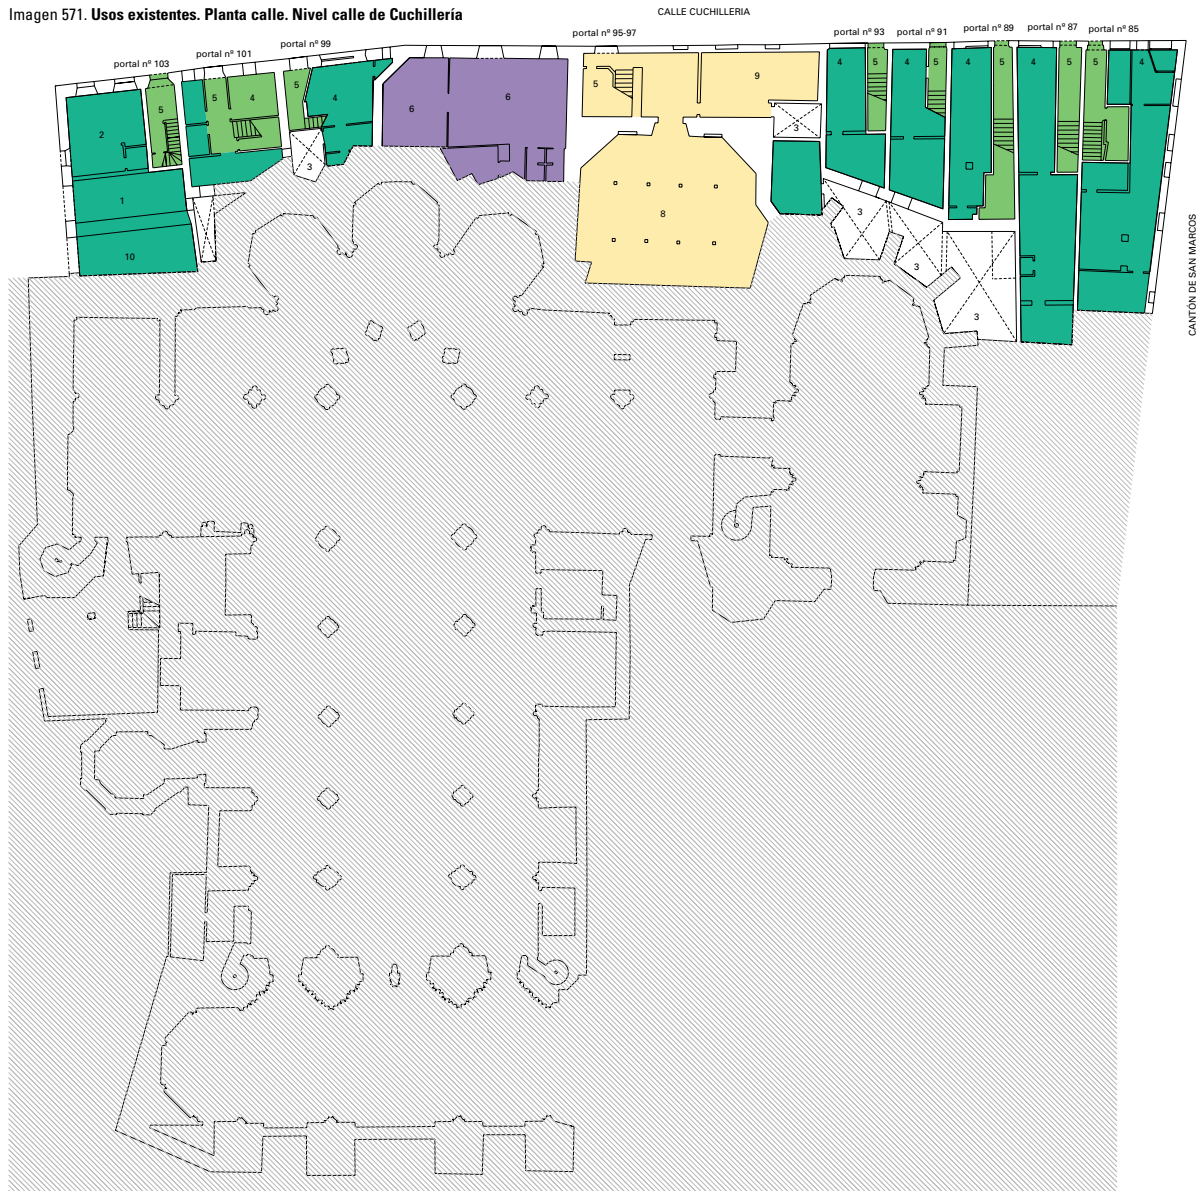 Imagen 571. Usos existentes. Planta calle. Nivel calle de Cuchillería
CALLE CUCHILLERIA
portal nº 103
portal nº 101
portal nº 99
portal nº 95-97
portal nº 93
portal nº 91
portal nº 89
portal nº 87
portal nº 85
2
5
5
4
5
4
6
6
5
9
4
5
4
5
4
5
4
5
5
4
3
3
1
8
3
3
3
10
CANTÓN DE SAN MARCOS